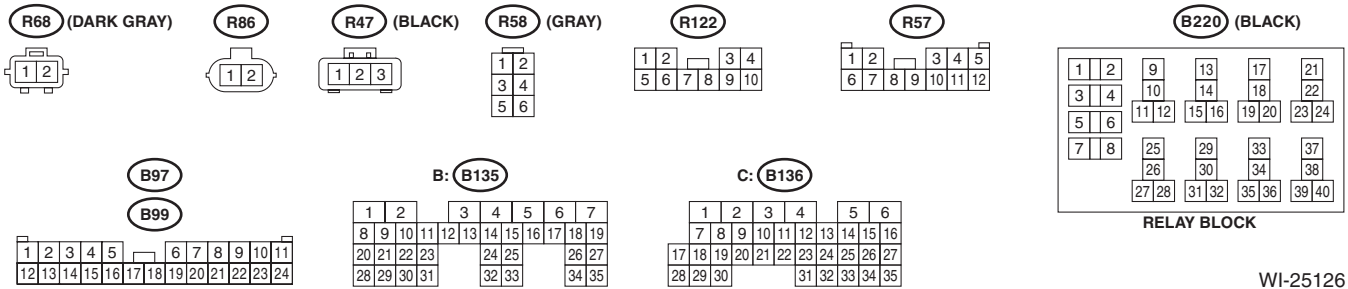 R68 (DARK GRAY)
R86
R47 (BLACK)
R58 (GRAY)
R122
R57
B220 (BLACK)
1 2
1 2
1 2 3
1 2
3 4
5 6
1 2 3 4
5 6 7 8 9 10
1 2 3 4 5
6 7 8 9 10 11 12
1 2
3 4
5 6
7 8
9
10
11 12
13
14
15 16
17
18
19 20
21
22
23 24
25
26
27 28
29
30
31 32
33
34
35 36
37
38
39 40
RELAY BLOCK
B97
B99
1 2 3 4 5 6 7 8 9 10 11
12 13 14 15 16 17 18 19 20 21 22 23 24
B: B135
1 2 3 4 5 6 7
8 9 10 11 12 13 14 15 16 17 18 19
20 21 22 23 24 25 26 27
28 29 30 31 32 33 34 35
C: B136
1 2 3 4 5 6
7 8 9 10 11 12 13 14 15 16
17 18 19 20 21 22 23 24 25 26 27
28 29 30 31 32 33 34 35
WI-25126